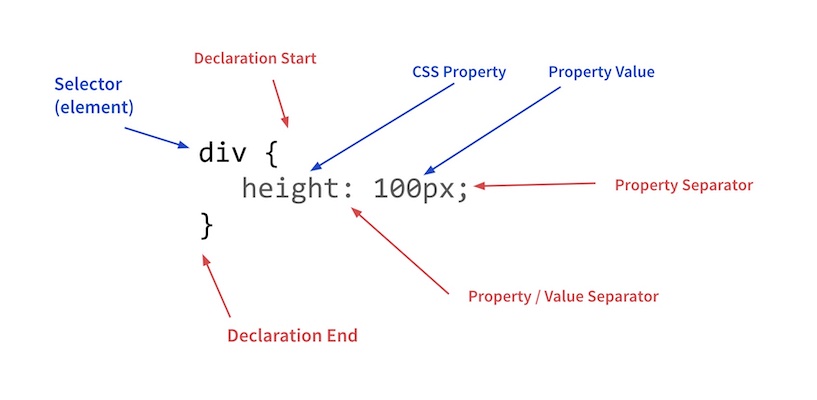 Declaration Start
CSS Property
Property Value
Selector
(element)
div {
height: 100px;
Property Separator
}
Property / Value Separator
Declaration End